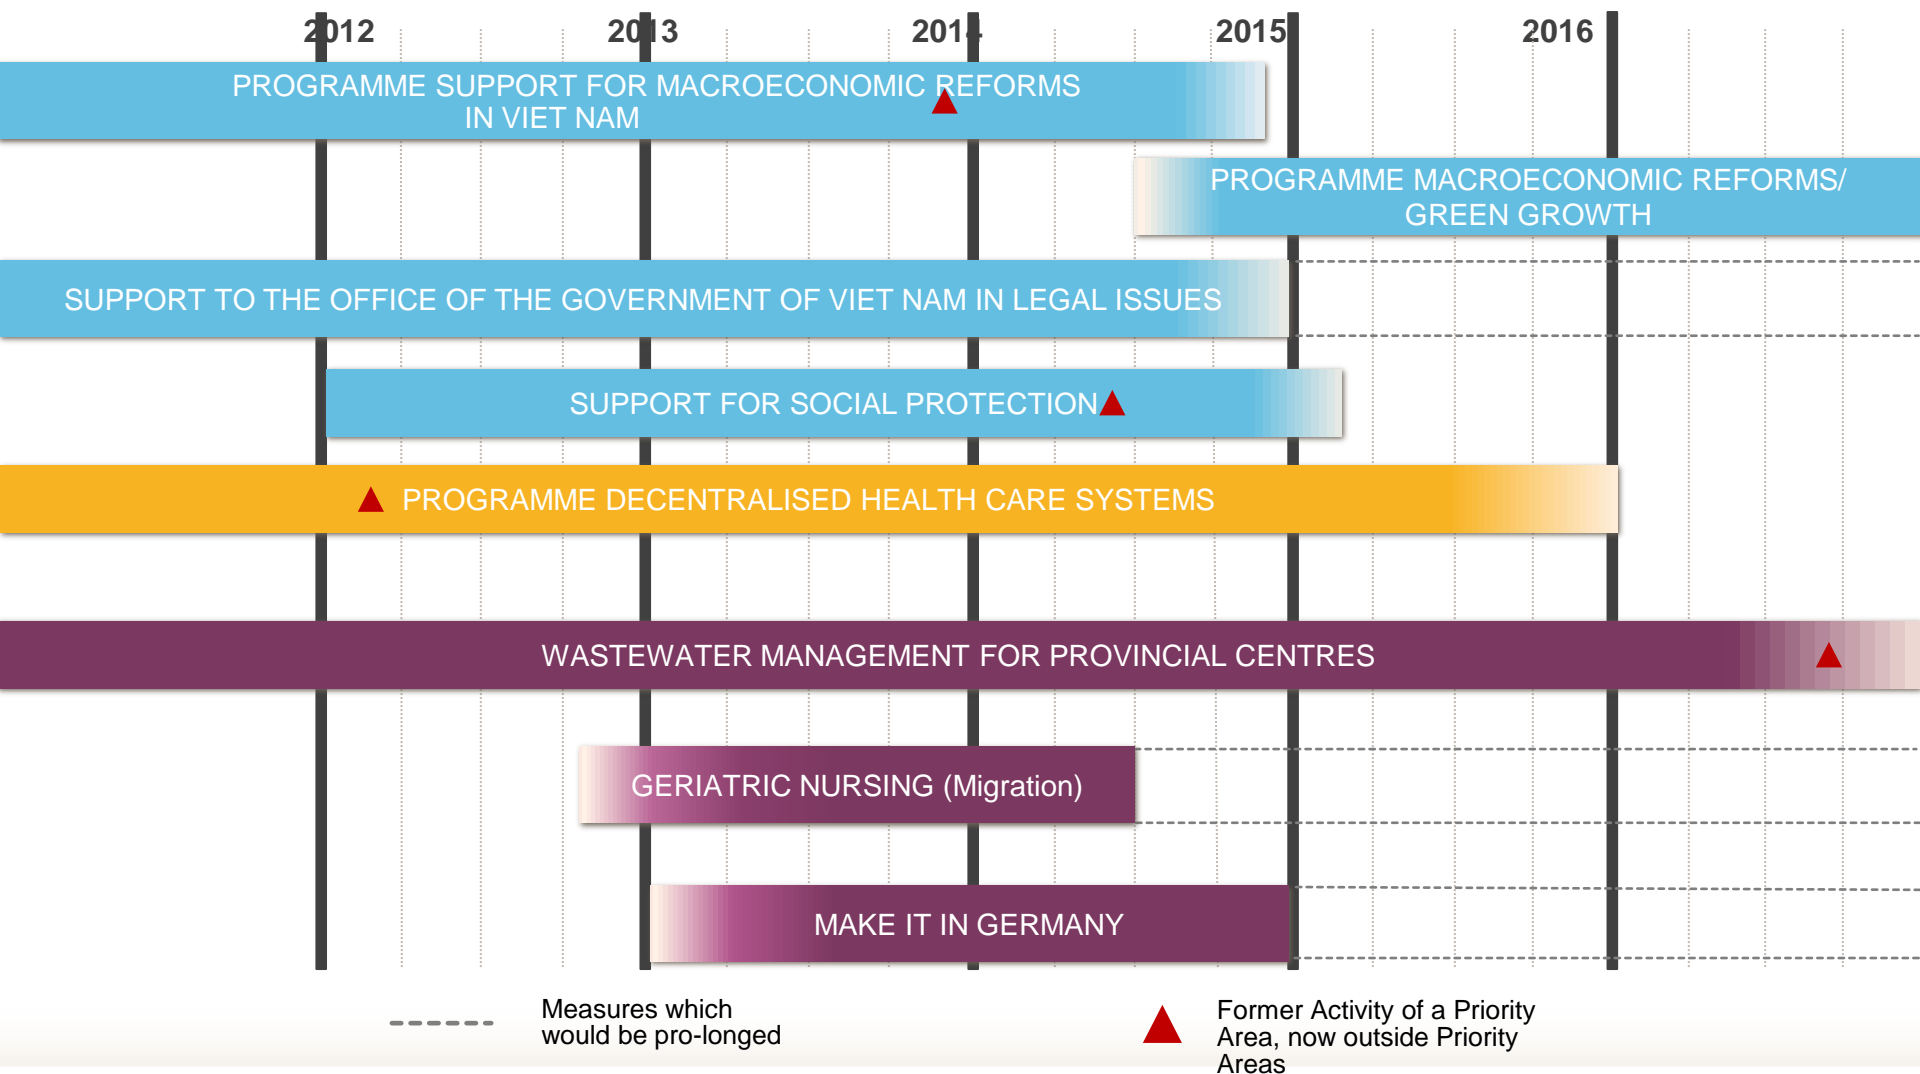 2012 2013 2014 2015 2016
PROGRAMME SUPPORT FOR MACROECONOMIC REFORMS
IN VIET NAM
PROGRAMME MACROECONOMIC REFORMS/
GREEN GROWTH
SUPPORT TO THE OFFICE OF THE GOVERNMENT OF VIET NAM IN LEGAL ISSUES
SUPPORT FOR SOCIAL PROTECTION
PROGRAMME DECENTRALISED HEALTH CARE SYSTEMS
WASTEWATER MANAGEMENT FOR PROVINCIAL CENTRES
GERIATRIC NURSING (Migration)
MAKE IT IN GERMANY
Measures which
would be pro-longed
Former Activity of a Priority
Area, now outside Priority
Areas